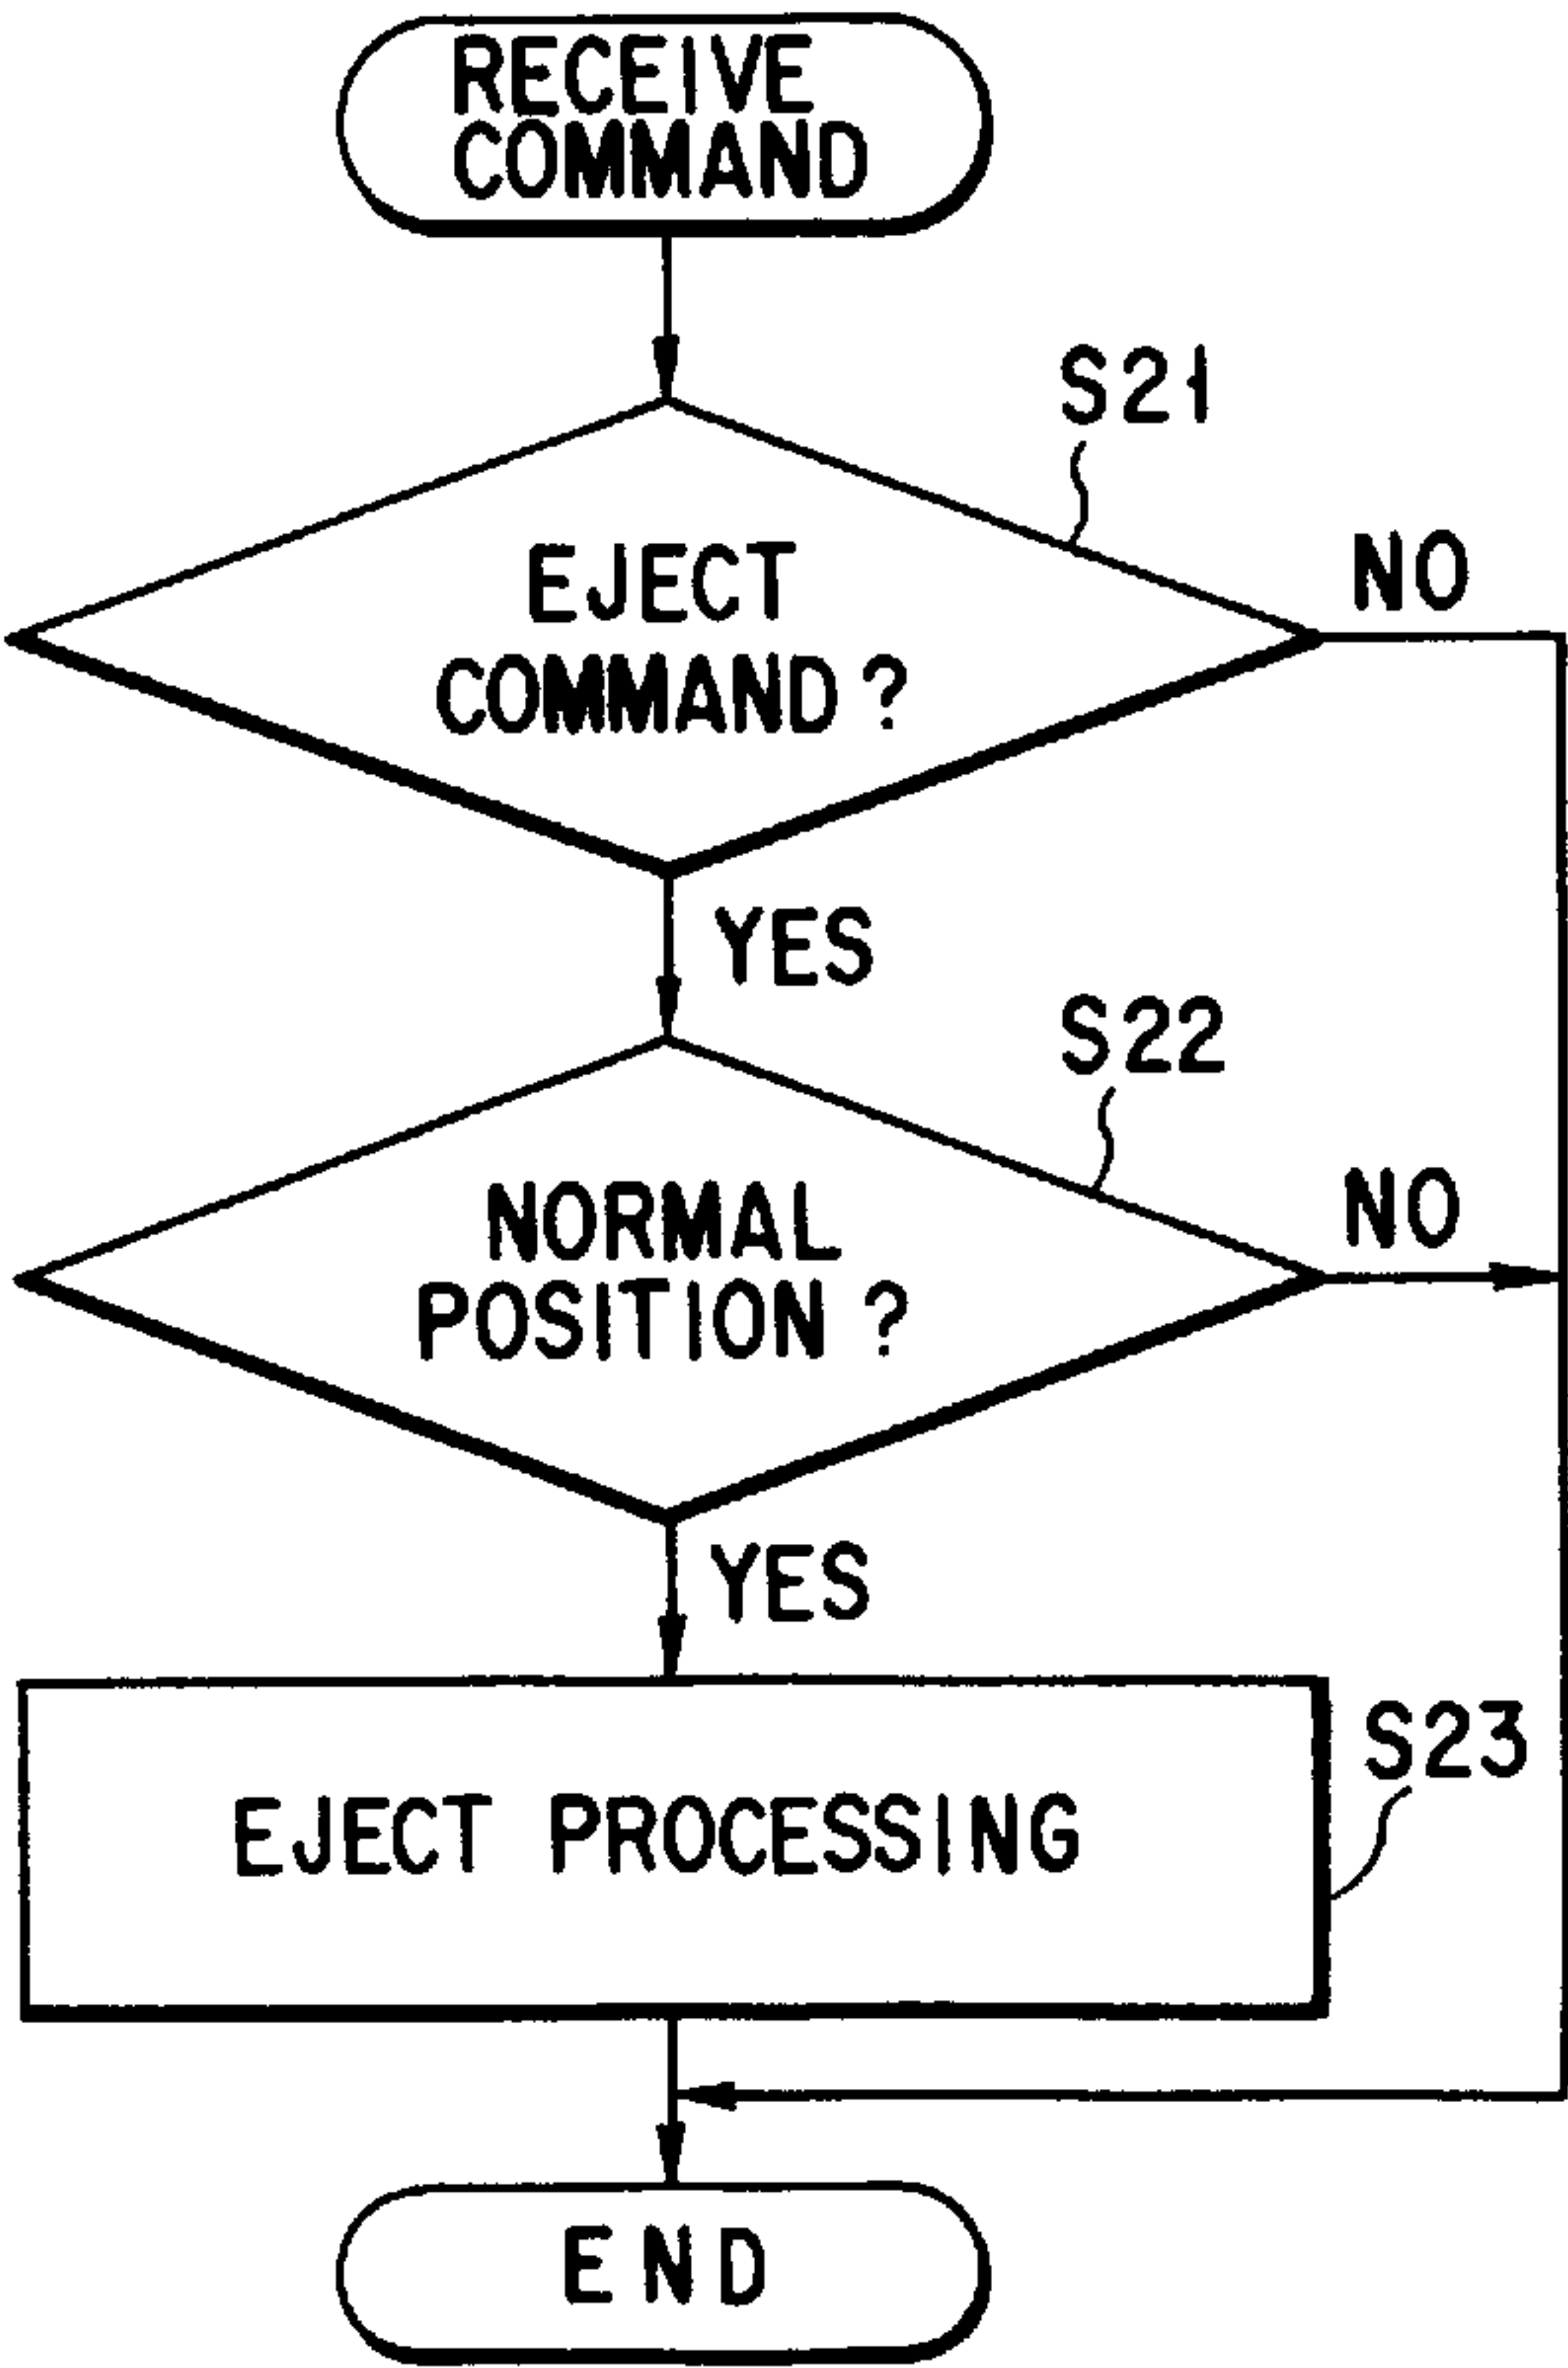 RECEIVE
COMMAND
S21
EJECT
COMMAND?
NO
YES
S22
NORMAL
POSITION?
NO
YES
S23
EJECT PROCESSING
END